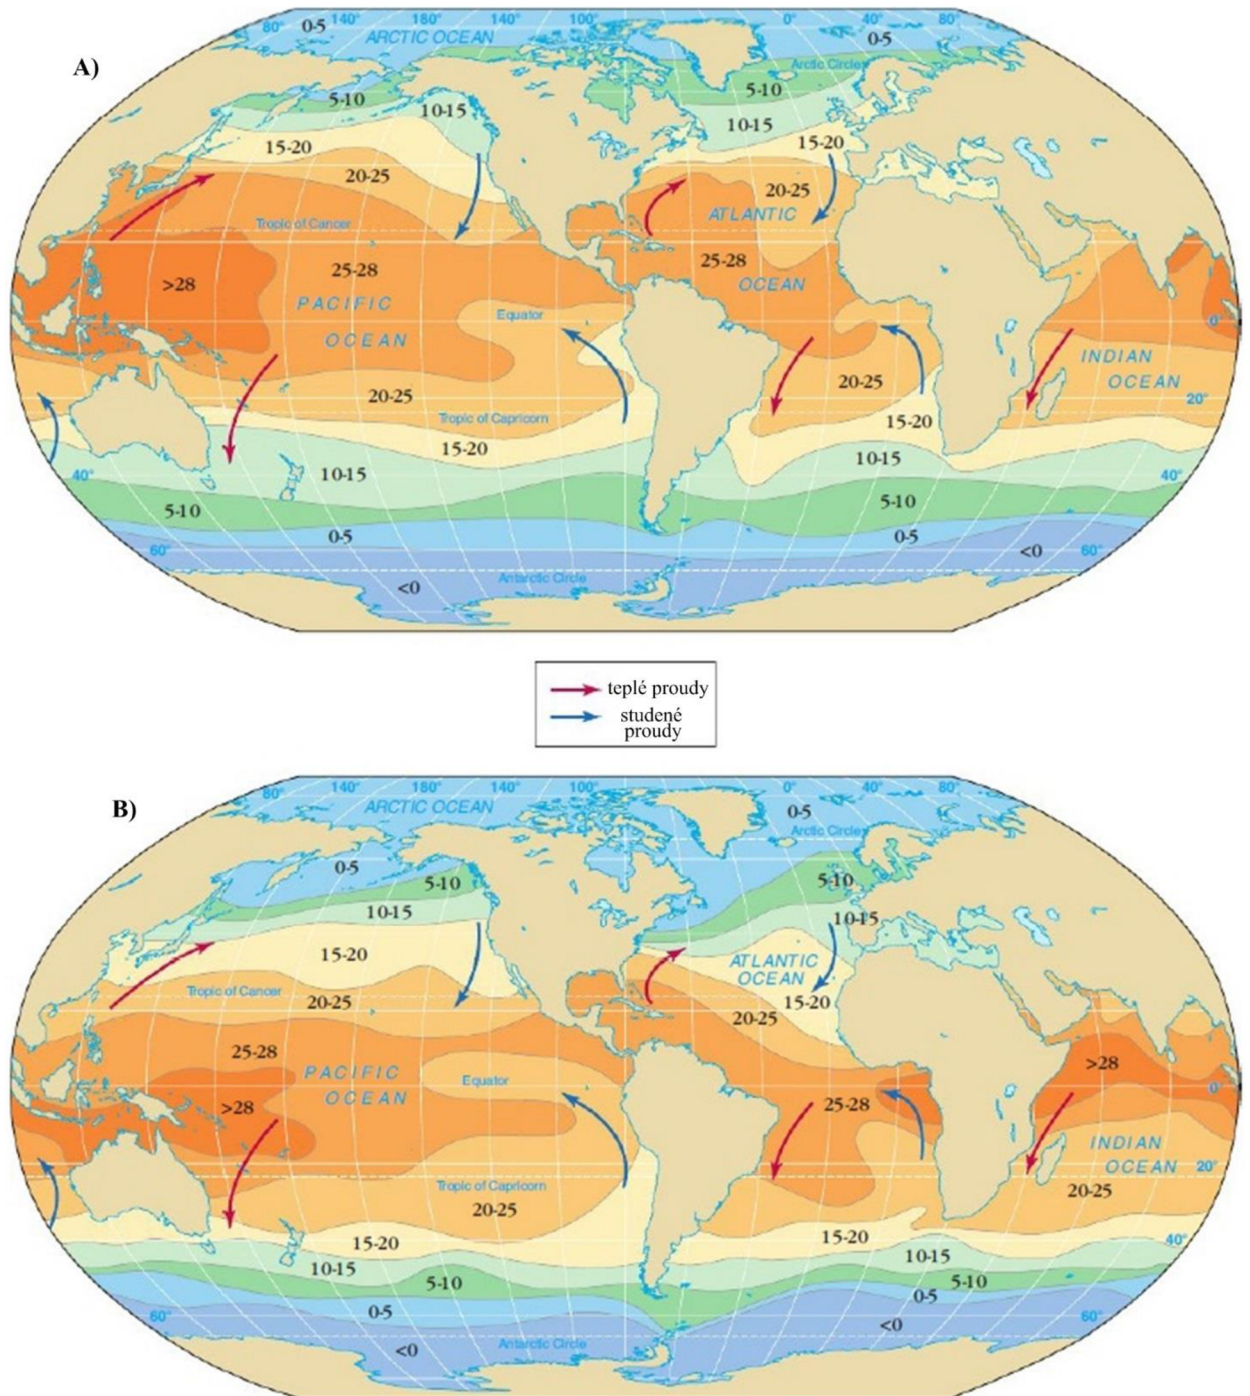 80° 140° 180° 140° 100° 0° 40° 80°
0-5
ARCTIC OCEAN
0-5
A)
Arctic Circle
5-10
5-10
10-15
10-15
15-20
15-20
20-25
20-25
ATLANTIC
Tropic of Cancer
25-28
25-28
>28
OCEAN
PACIFIC
Equator
0°
OCEAN
INDIAN
OCEAN
20-25
20-25
20°
Tropic of Capricorn
15-20
15-20
10-15
10-15
40°
40°
5-10
5-10
0-5
0-5
60°
<0
60°
<0
Antarctic Circle
teplé proudy
studené
proudy
80° 140° 180° 140° 100° 0° 40° 80°
ARCTIC OCEAN
0-5
B)
Arctic Circle
0-5
5-10
5-10
10-15
10-15
15-20
ATLANTIC
OCEAN
Tropic of Cancer
20-25
15-20
20-25
25-28
>28
PACIFIC
Equator
0°
OCEAN
>28
25-28
INDIAN
OCEAN
20°
Tropic of Capricorn
20-25
20-25
15-20
15-20
40°
10-15
10-15
5-10
5-10
0-5
0-5
60°
<0
<0
Antarctic Circle